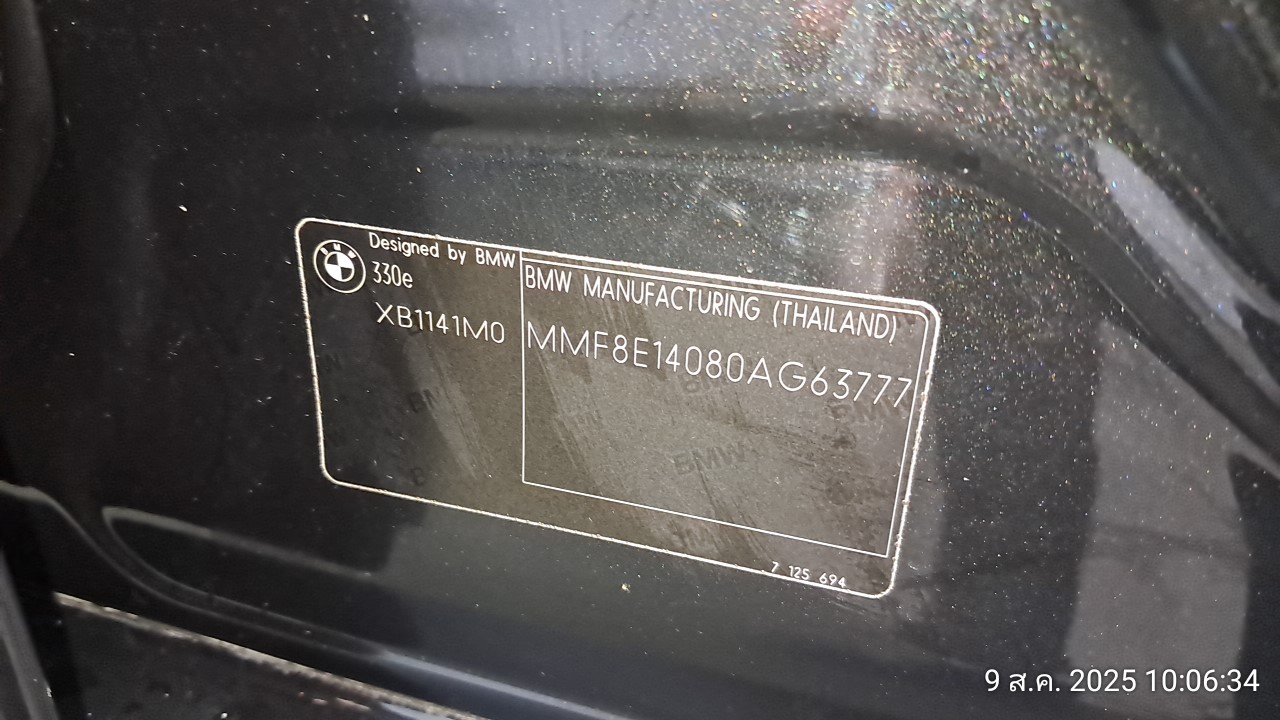 Designed by BMW
330e
XB1141M0
BMW MANUFACTURING (THAILAND)
MMF8E14080AG63777
BMW
7 125 694
9 ส.ค. 2025 10:06:34